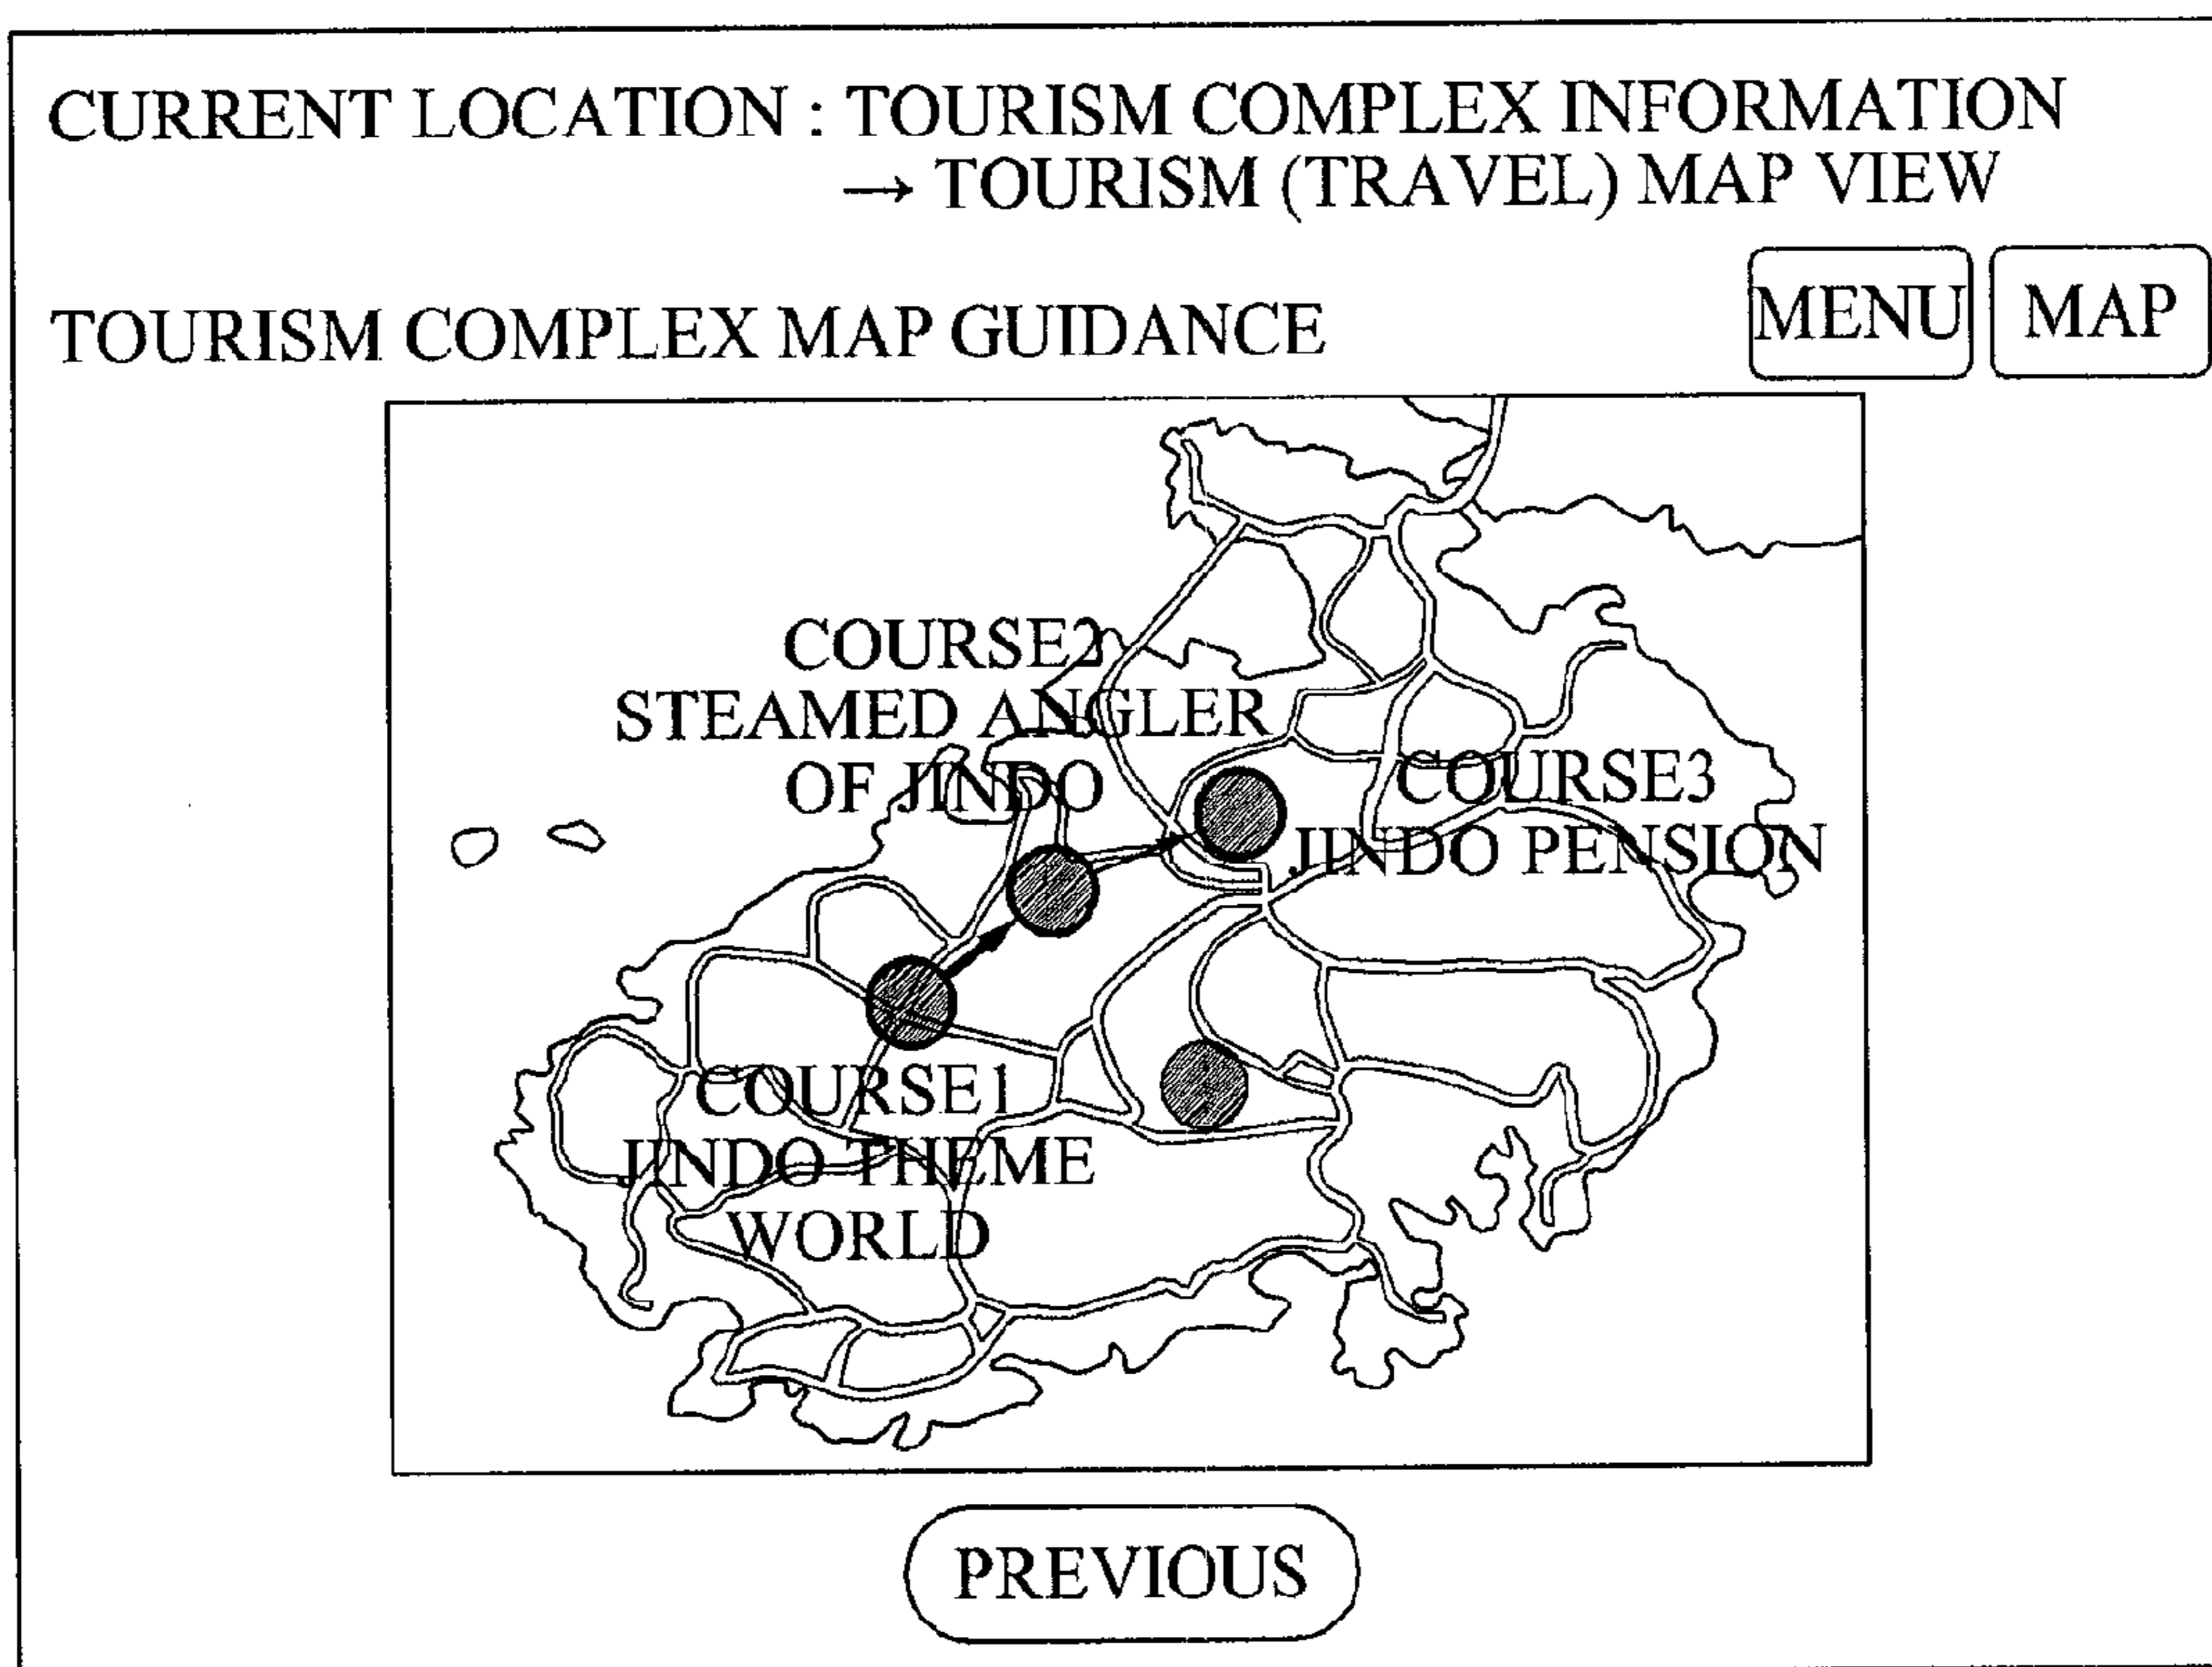 CURRENT LOCATION : TOURISM COMPLEX INFORMATION
→ TOURISM (TRAVEL) MAP VIEW
TOURISM COMPLEX MAP GUIDANCE
MENU
MAP
COURSE2
STEAMED ANGLER
OF JINDO
COURSE3
JINDO PENSION
COURSE1
JINDO THEME
WORLD
PREVIOUS